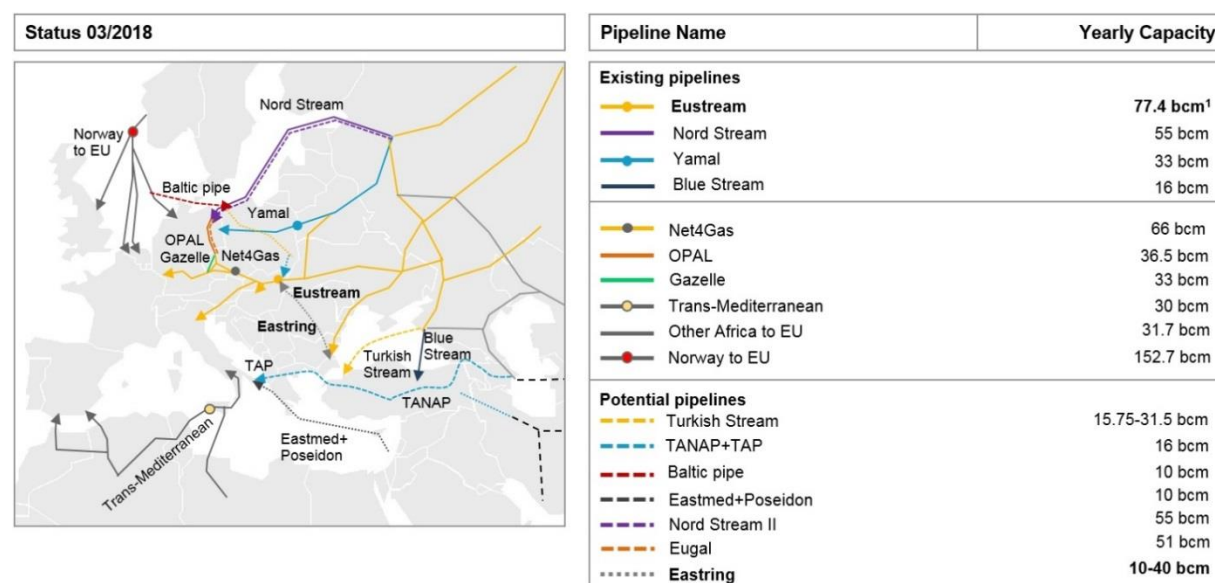 Status 03/2018
Nord Stream
Norway
to EU
Baltic pipe
Yamal
OPAL
Gazelle
Net4Gas
Eustream
Eastring
Blue
Stream
Turkish
Stream
TAP
TANAP
Trans-Mediterranean
Eastmed+
Poseidon
Pipeline Name Yearly Capacity
Existing pipelines
Eustream 77.4 bcm¹
Nord Stream 55 bcm
Yamal 33 bcm
Blue Stream 16 bcm
Net4Gas 66 bcm
OPAL 36.5 bcm
Gazelle 33 bcm
Trans-Mediterranean 30 bcm
Other Africa to EU 31.7 bcm
Norway to EU 152.7 bcm
Potential pipelines
Turkish Stream 15.75-31.5 bcm
TANAP+TAP 16 bcm
Baltic pipe 10 bcm
Eastmed+Poseidon 10 bcm
Nord Stream II 55 bcm
Eugal 51 bcm
Eastring 10-40 bcm